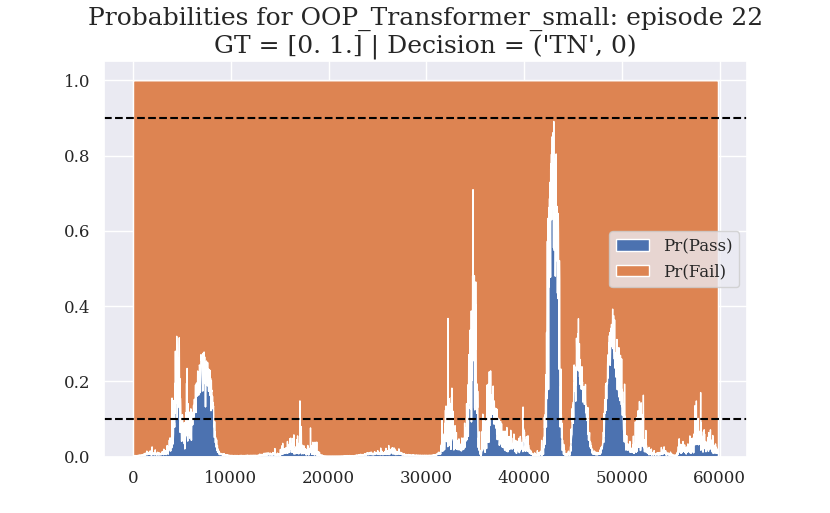 Probabilities for OOP_Transformer_small: episode 22
GT = [0. 1.] | Decision = ('TN', 0)
1.0
0.8
0.6
0.4
0.2
0.0
Pr(Pass)
Pr(Fail)
0 10000 20000 30000 40000 50000 60000